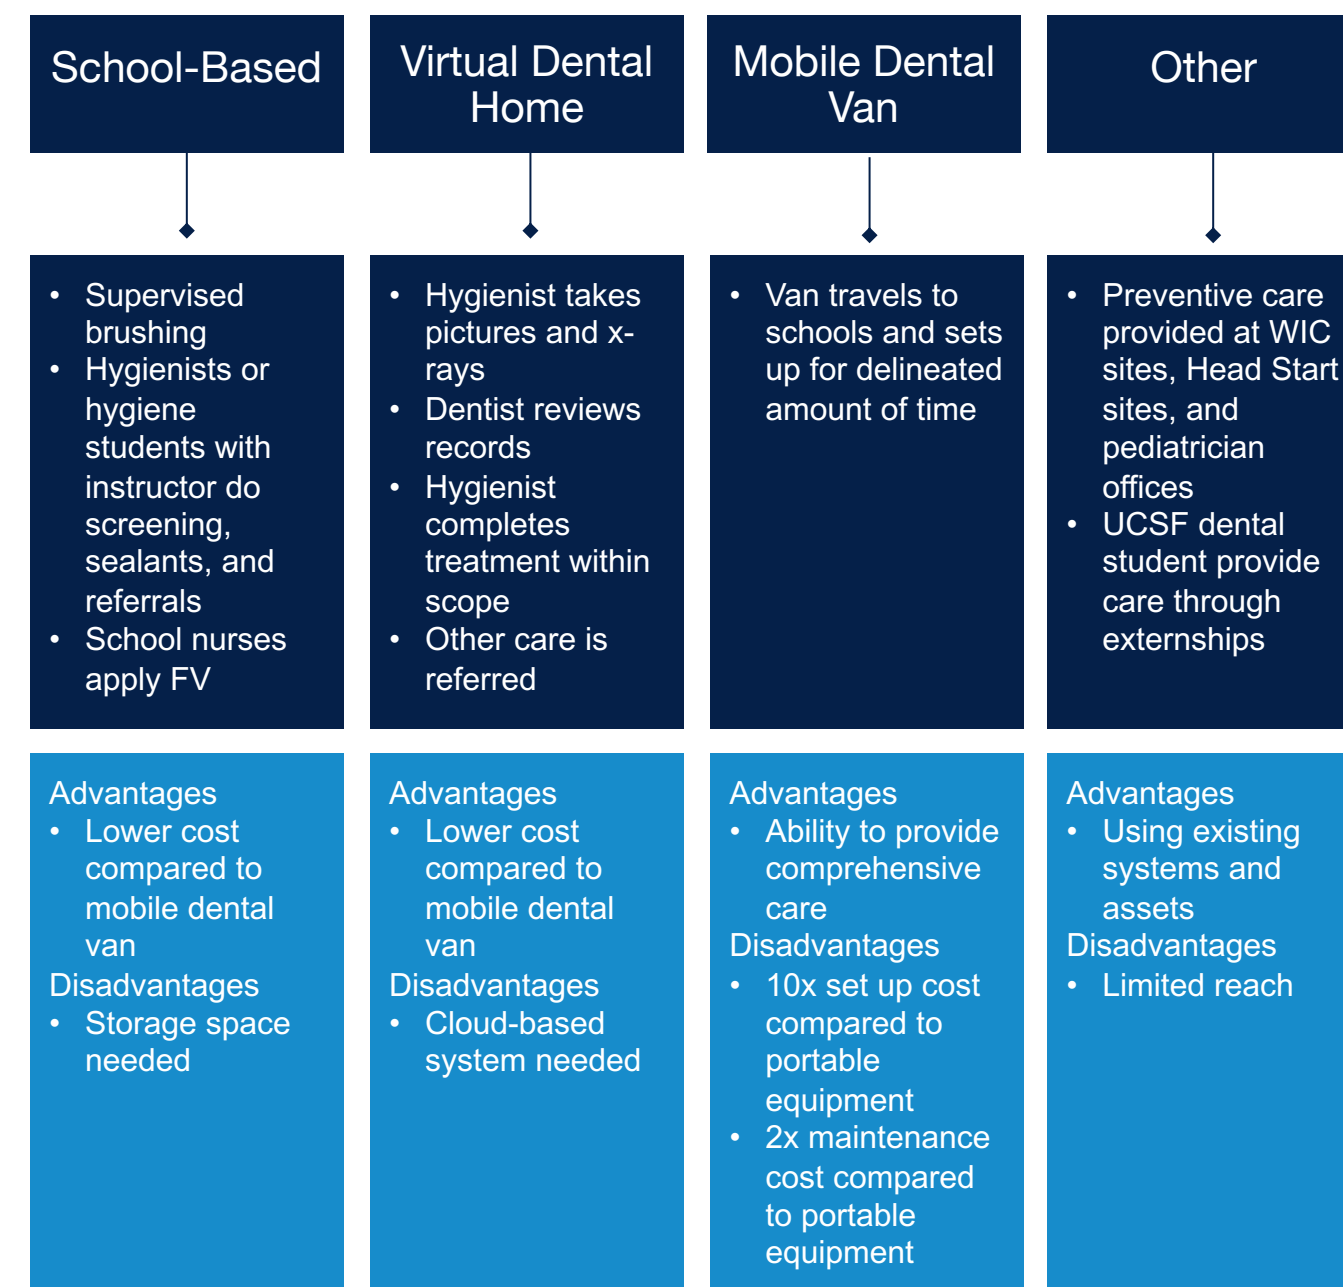 School-Based
Virtual Dental
Home
Mobile Dental
Van
Other
• Supervised
brushing
• Hygienists or
hygiene
students with
instructor do
screening,
sealants, and
referrals
• School nurses
apply FV
• Hygienist takes
pictures and x-
rays
• Dentist reviews
records
• Hygienist
completes
treatment within
scope
• Other care is
referred
• Van travels to
schools and sets
up for delineated
amount of time
• Preventive care
provided at WIC
sites, Head Start
sites, and
pediatrician
offices
• UCSF dental
student provide
care through
externships
Advantages
• Lower cost
compared to
mobile dental
van
Disadvantages
• Storage space
needed
Advantages
• Lower cost
compared to
mobile dental
van
Disadvantages
• Cloud-based
system needed
Advantages
• Ability to provide
comprehensive
care
Disadvantages
• 10x set up cost
compared to
portable
equipment
• 2x maintenance
cost compared
to portable
equipment
Advantages
• Using existing
systems and
assets
Disadvantages
• Limited reach